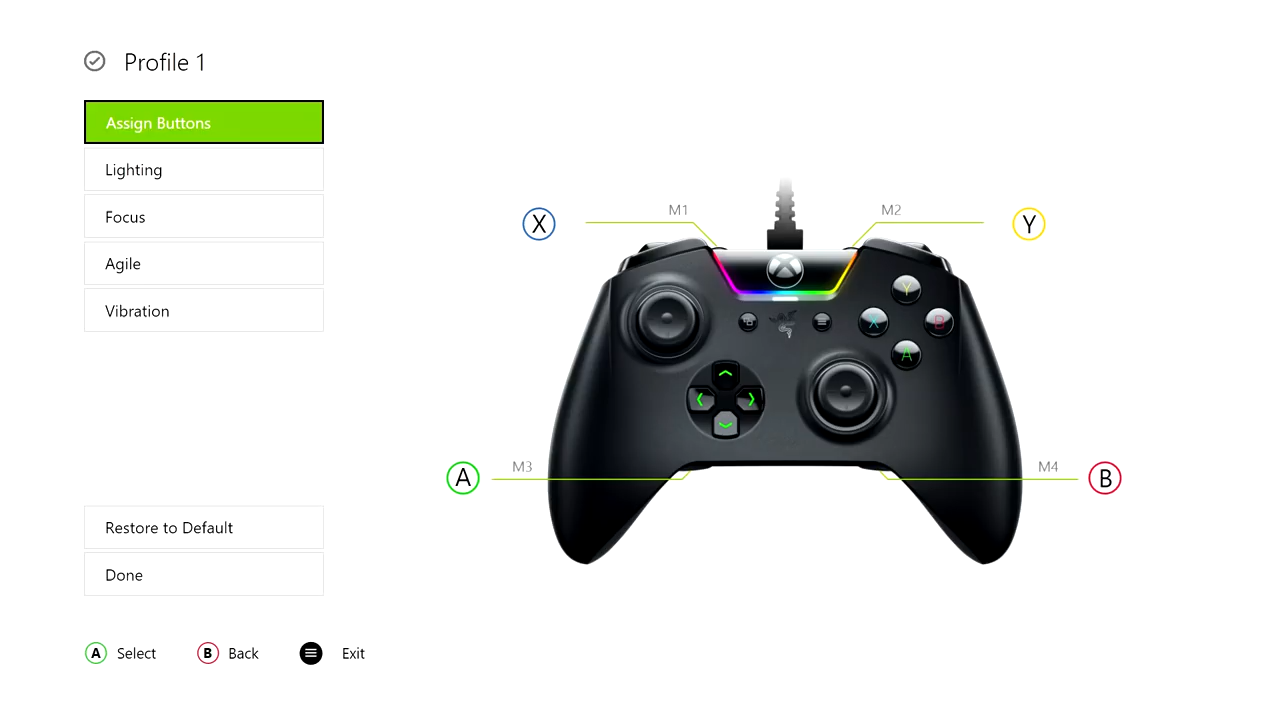 Profile 1
Assign Buttons
Lighting
Focus
Agile
Vibration
Restore to Default
Done
A Select B Back Exit
X M1 M2 Y
Y
X B
A
A M3 M4 B